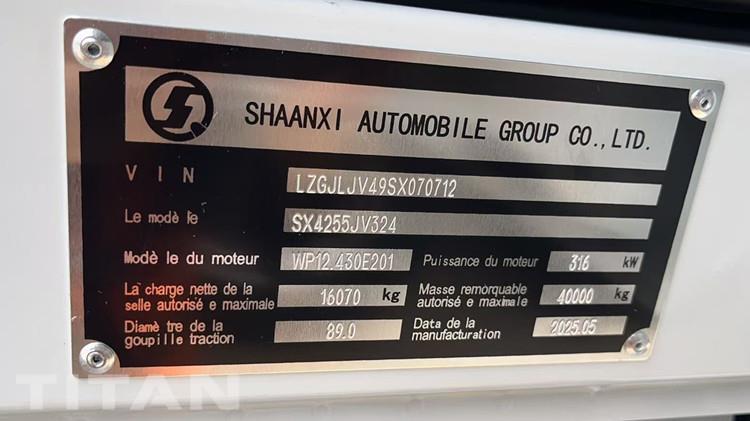 SHAANXI AUTOMOBILE GROUP CO., LTD.
VIN LZGJLJV49SX070712
Le modè le SX4255JV324
Modè le du moteur WP12.430E201 Puissance du moteur 316 kW
La charge nette de la selle autorisé e maximale 16070 kg Masse remorquable autorisé e maximale 40000 kg
Diamè tre de la goupille traction 89.0 Data de la manufacturation 2025.05
TITAN